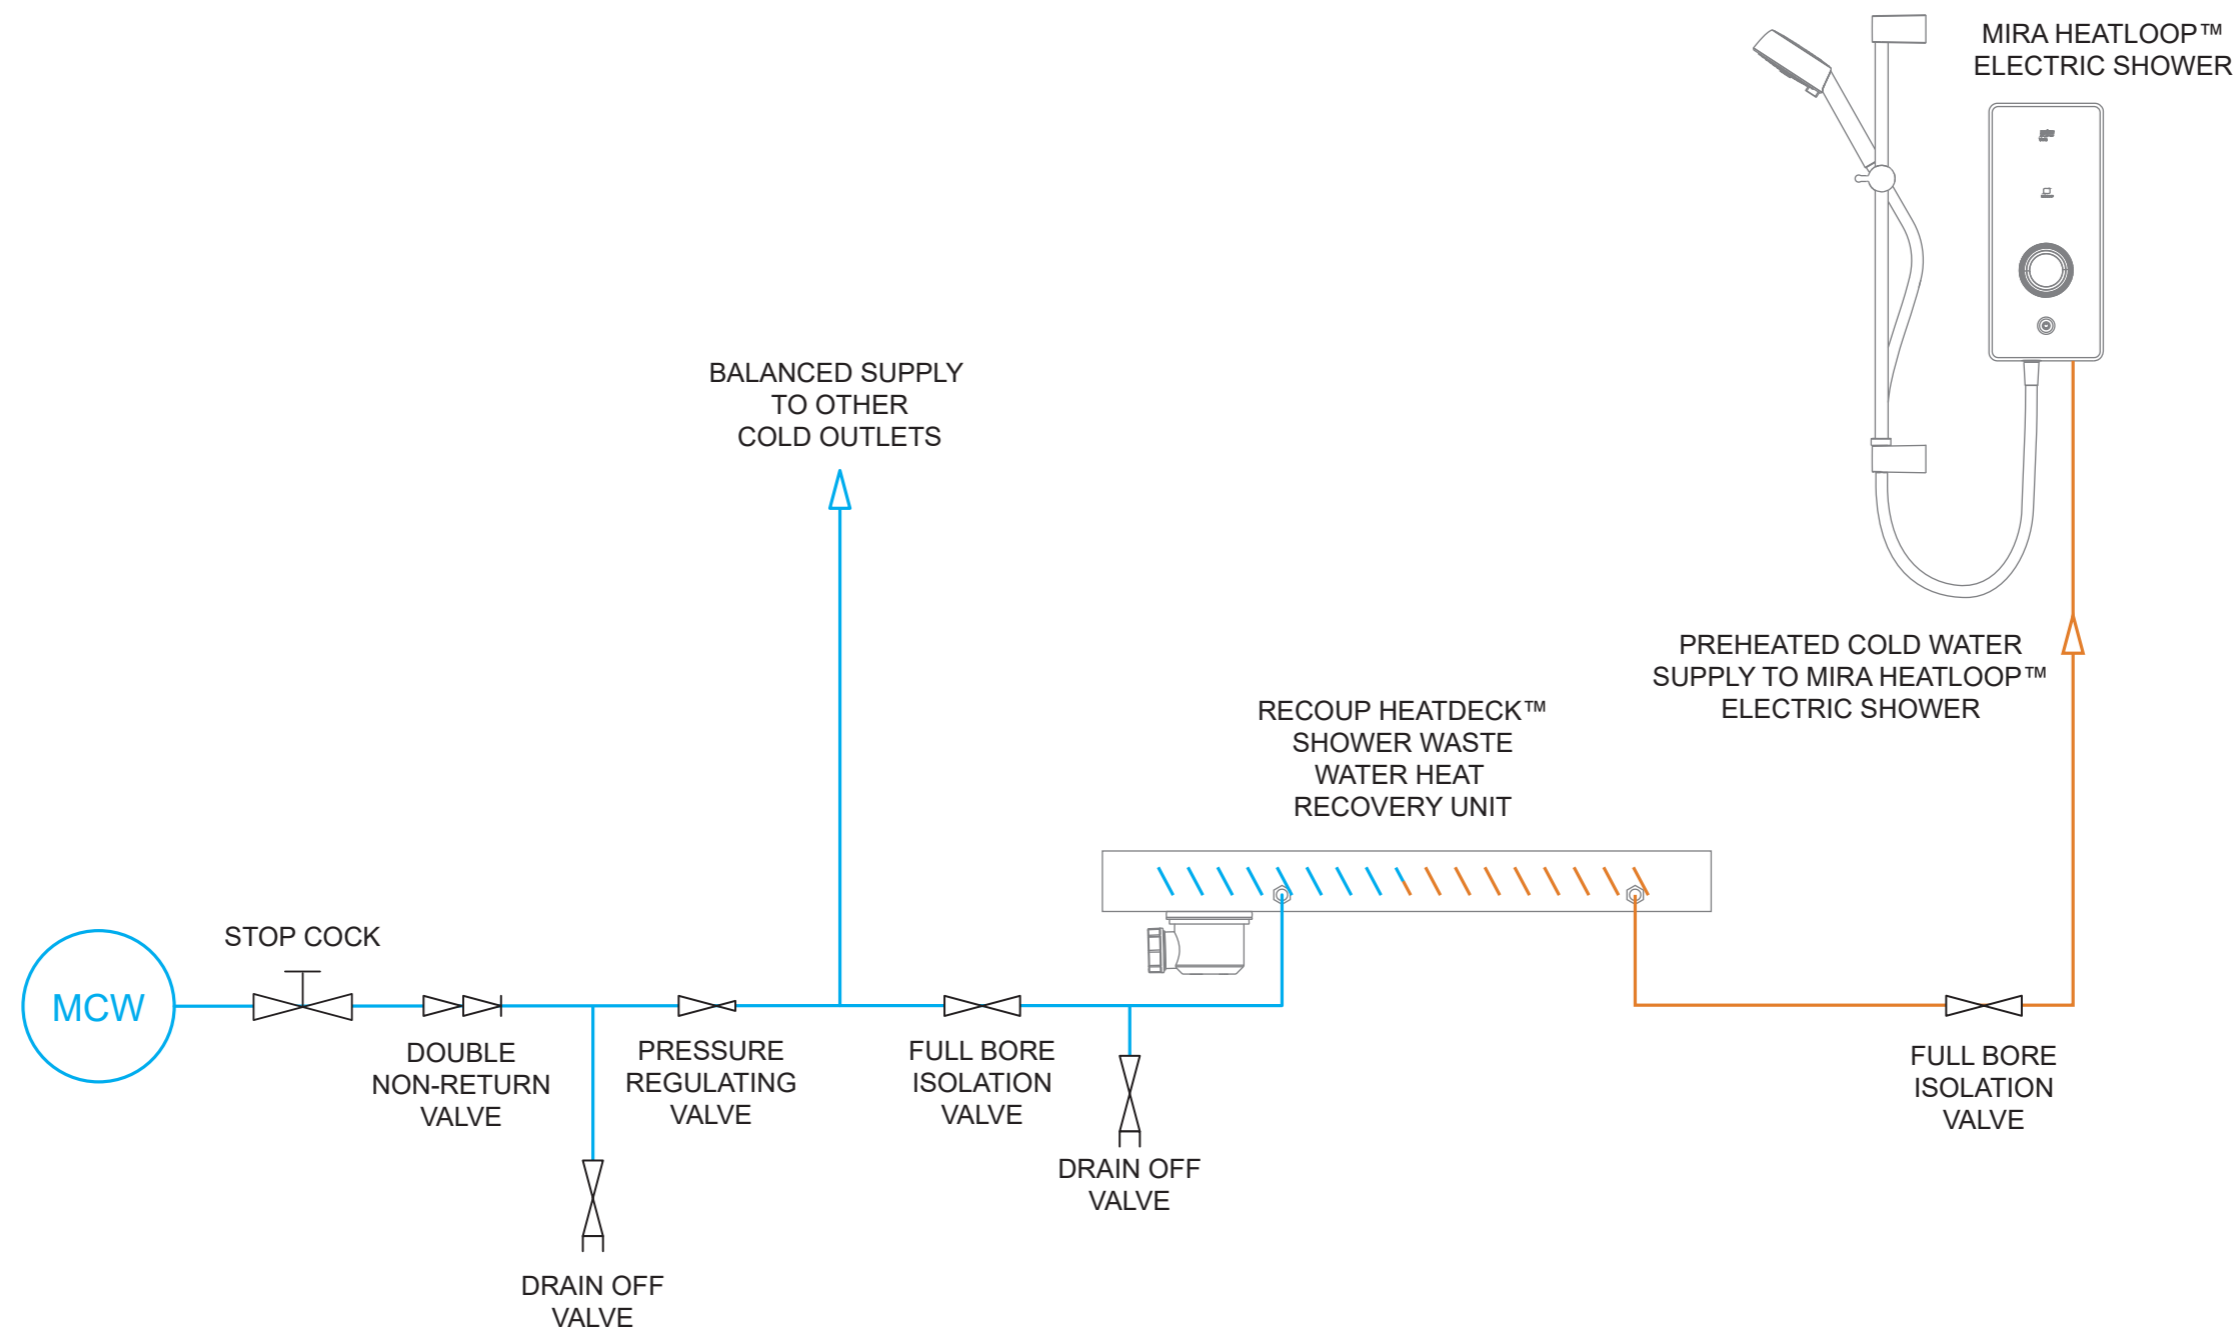 MIRA HEATLOOP™
ELECTRIC SHOWER
BALANCED SUPPLY
TO OTHER
COLD OUTLETS
PREHEATED COLD WATER
SUPPLY TO MIRA HEATLOOP™
ELECTRIC SHOWER
RECOUP HEATDECK™
SHOWER WASTE
WATER HEAT
RECOVERY UNIT
STOP COCK
MCW
DOUBLE
NON-RETURN
VALVE
PRESSURE
REGULATING
VALVE
FULL BORE
ISOLATION
VALVE
FULL BORE
ISOLATION
VALVE
DRAIN OFF
VALVE
DRAIN OFF
VALVE